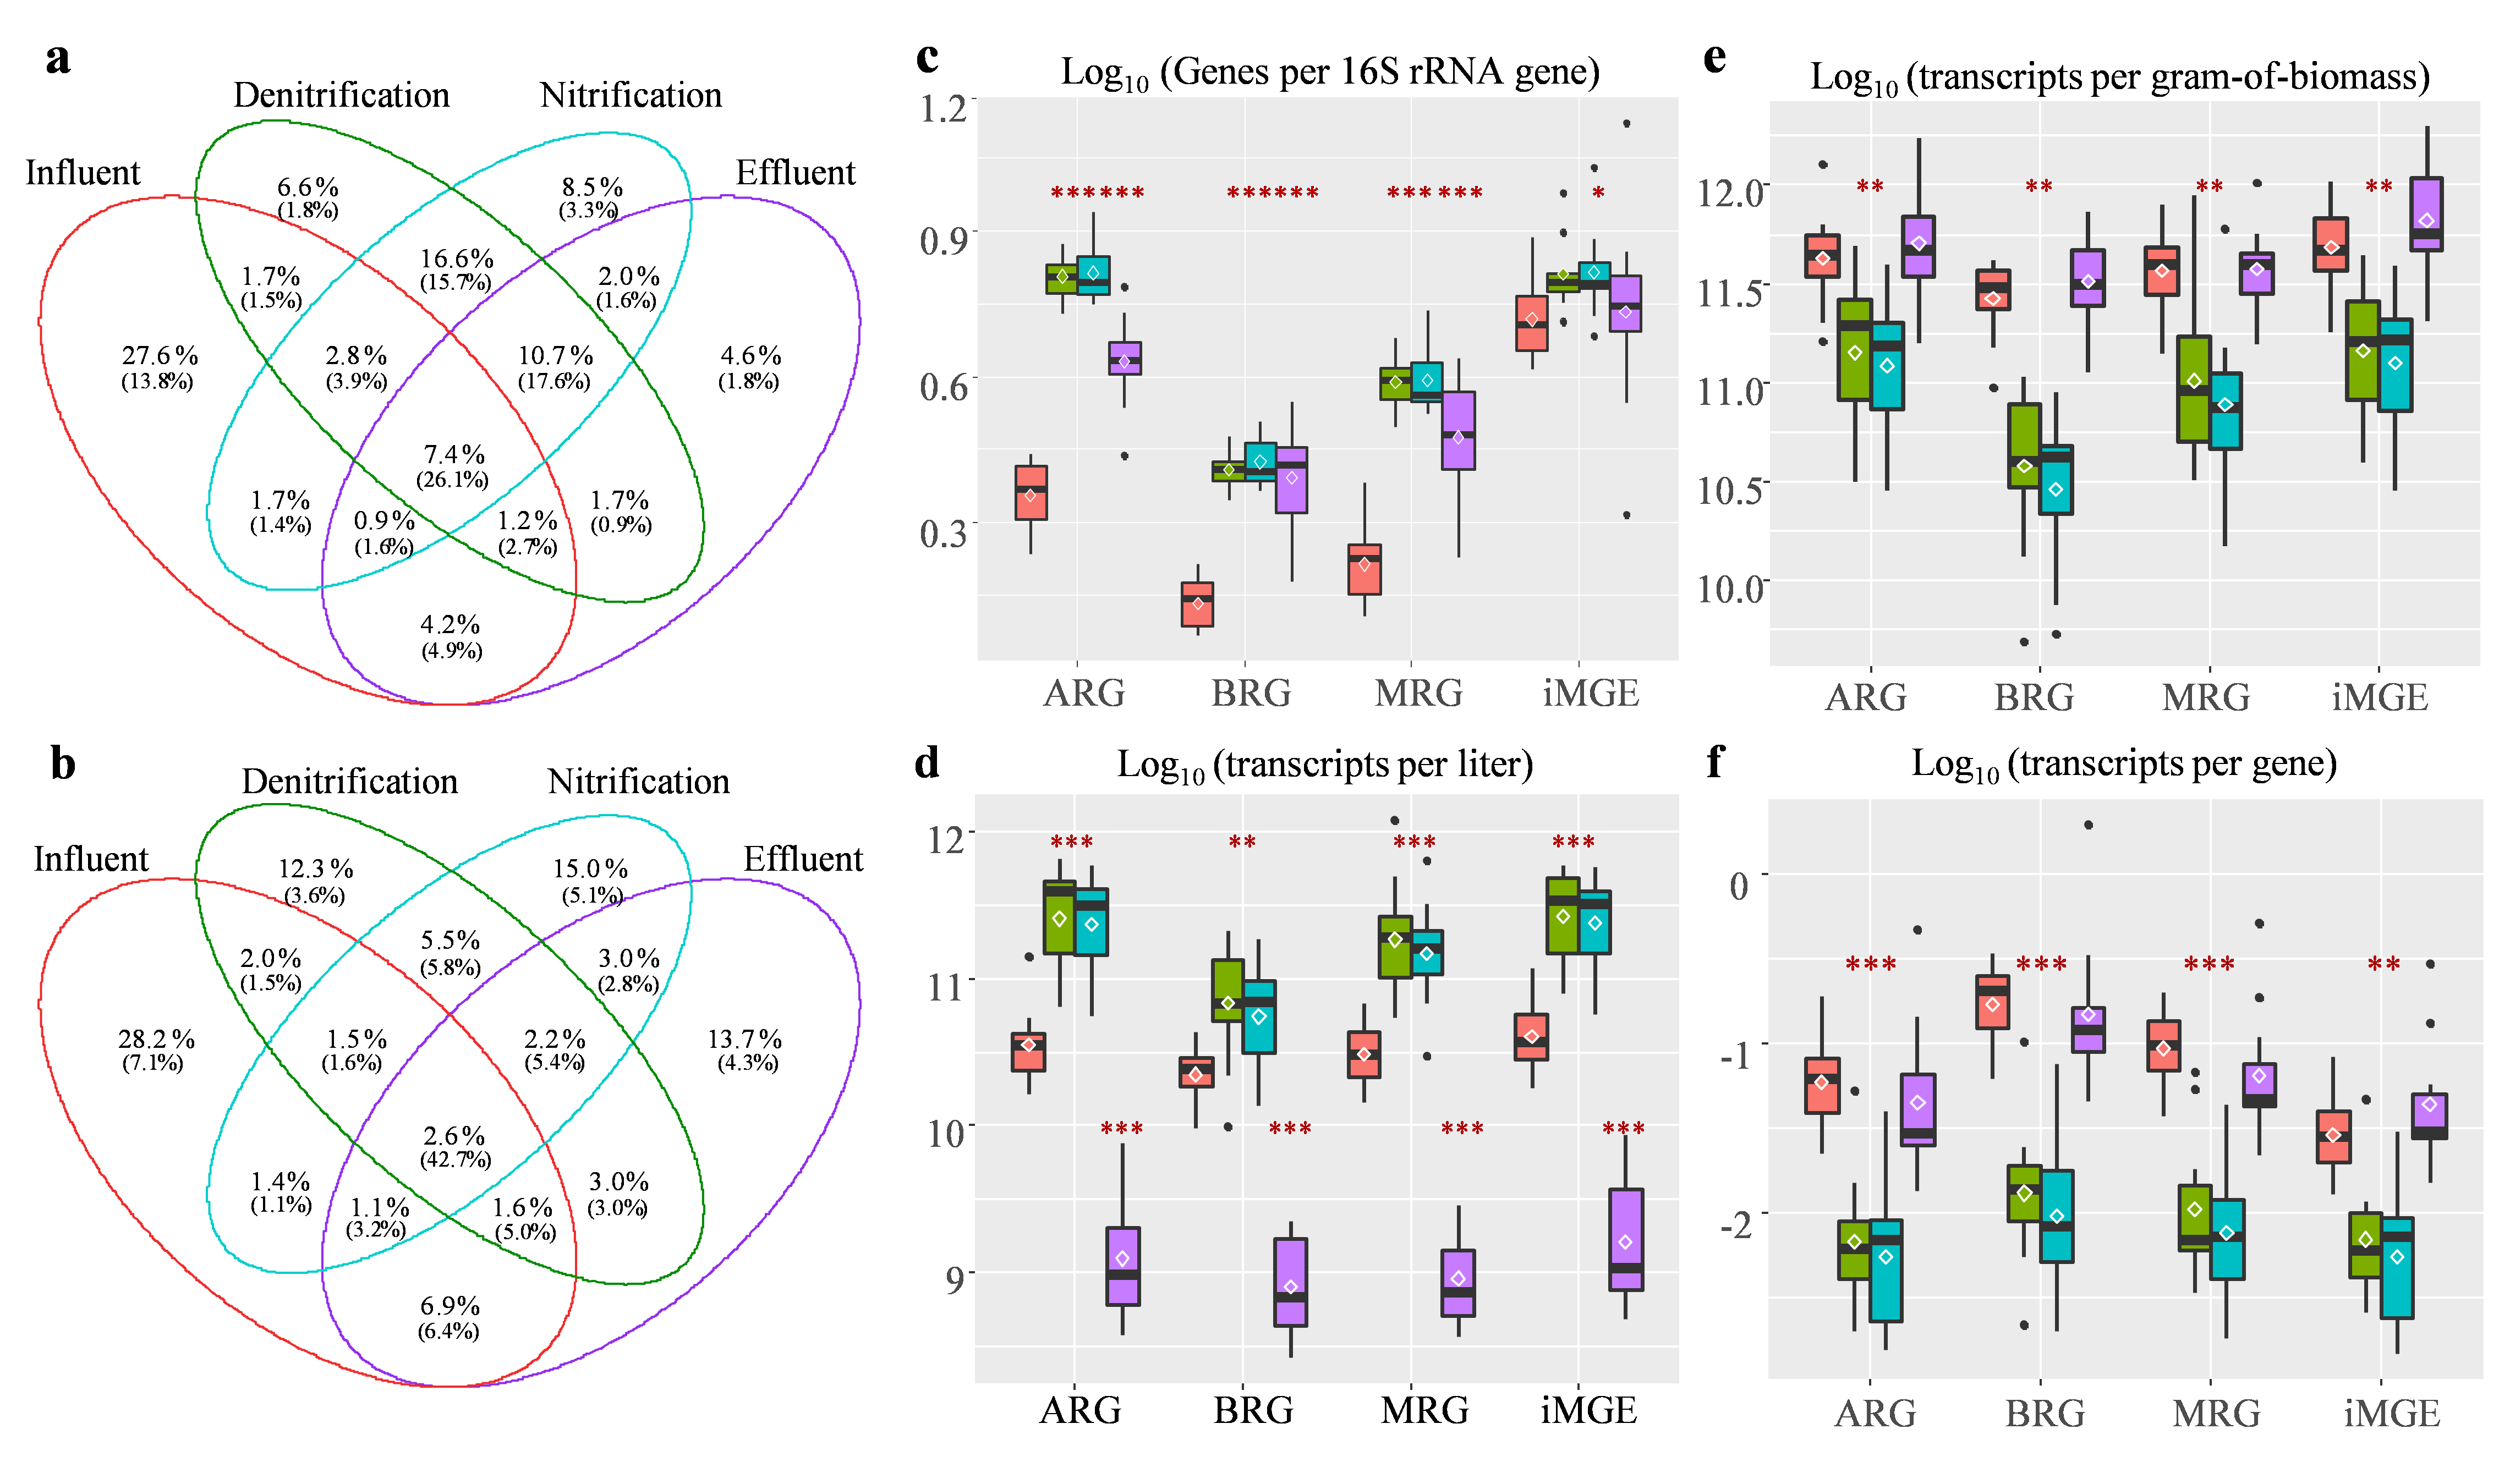 a
Denitrification Nitrification
Influent Effluent
6.6% 8.5%
(1.8%) (3.3%)
1.7% 16.6% 2.0%
(1.5%) (15.7%) (1.6%)
27.6% 2.8% 10.7% 4.6%
(13.8%) (3.9%) (17.6%) (1.8%)
7.4%
(26.1%)
1.7% 0.9% 1.2% 1.7%
(1.4%) (1.6%) (2.7%) (0.9%)
4.2%
(4.9%)
b
Denitrification Nitrification
Influent Effluent
12.3% 15.0%
(3.6%) (5.1%)
2.0% 5.5% 3.0%
(1.5%) (5.8%) (2.8%)
28.2% 1.5% 2.2% 13.7%
(7.1%) (1.6%) (5.4%) (4.3%)
2.6%
(42.7%)
1.4% 1.1% 1.6% 3.0%
(1.1%) (3.2%) (5.0%) (3.0%)
6.9%
(6.4%)
c
Log10 (Genes per 16S rRNA gene)
1.2
****** ****** ****** *
0.9
0.6
0.3
ARG BRG MRG iMGE
d
Log10 (transcripts per liter)
12
*** ** *** ***
11
10
*** *** *** ***
9
ARG BRG MRG iMGE
e
Log10 (transcripts per gram-of-biomass)
12.0
** ** ** **
11.5
11.0
10.5
10.0
ARG BRG MRG iMGE
f
Log10 (transcripts per gene)
0
*** *** *** **
-1
-2
ARG BRG MRG iMGE